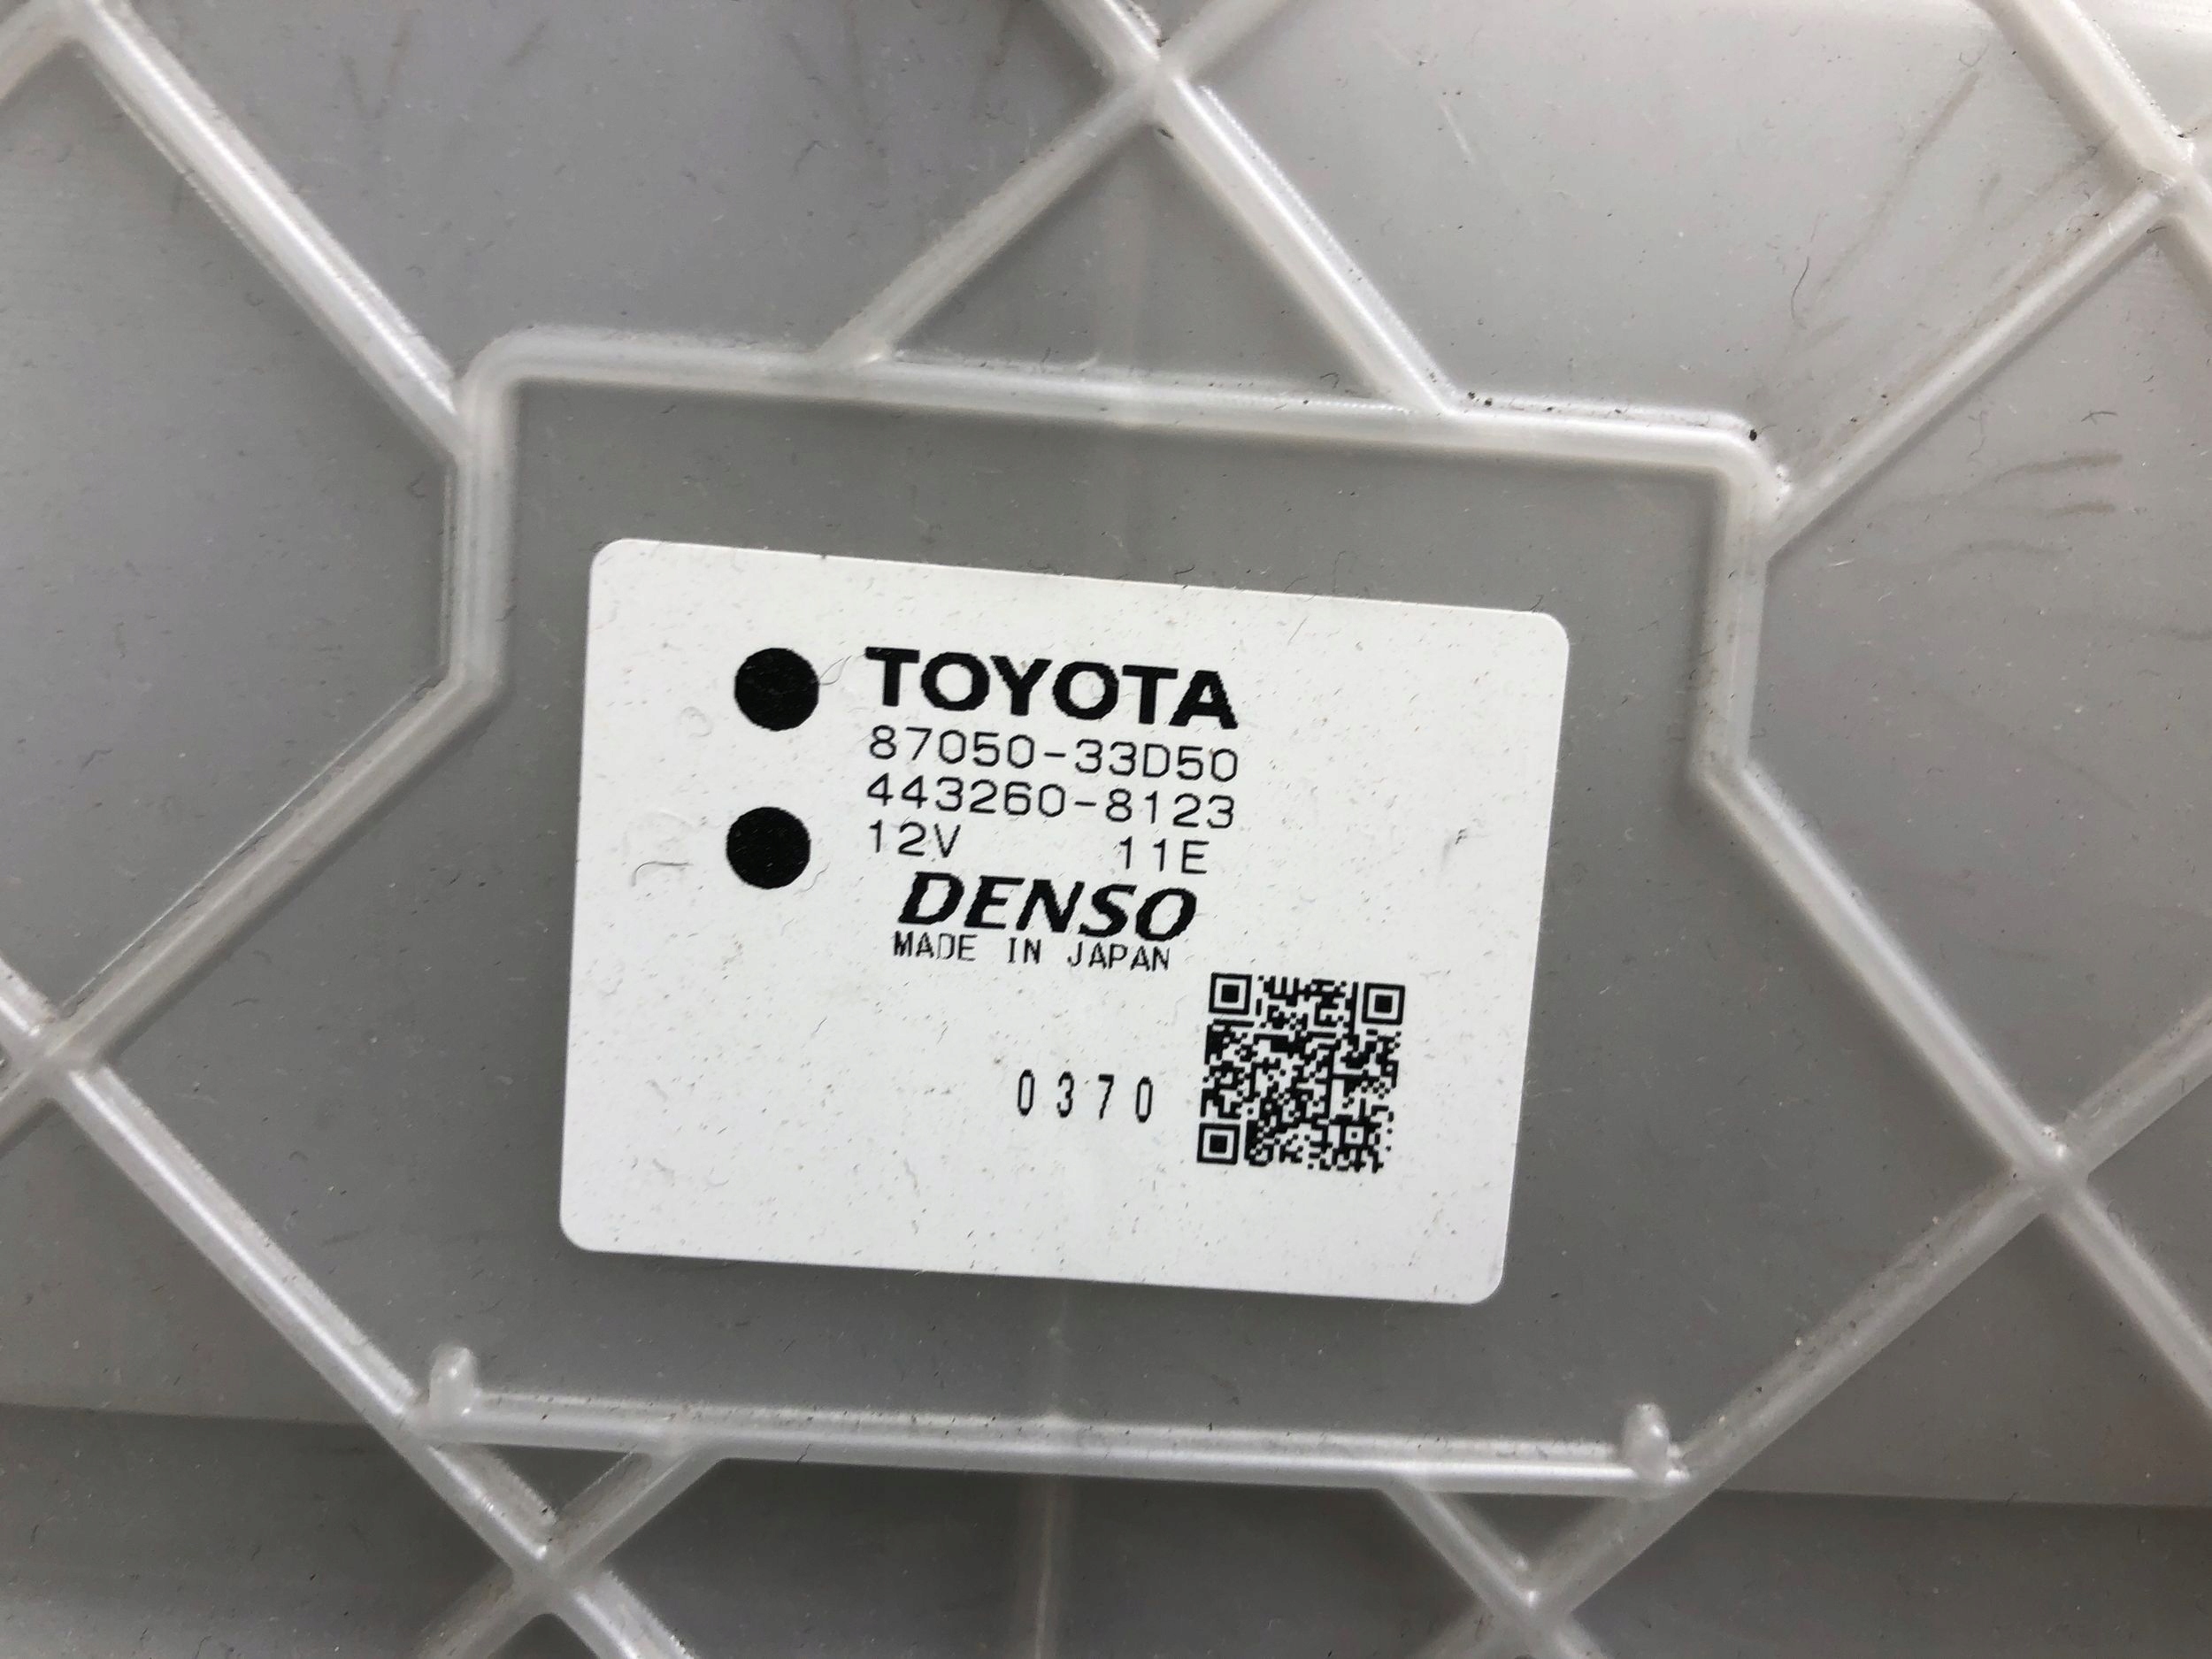 TOYOTA
87050-33D50
443260-8123
12V 11E
DENSO
MADE IN JAPAN
0370